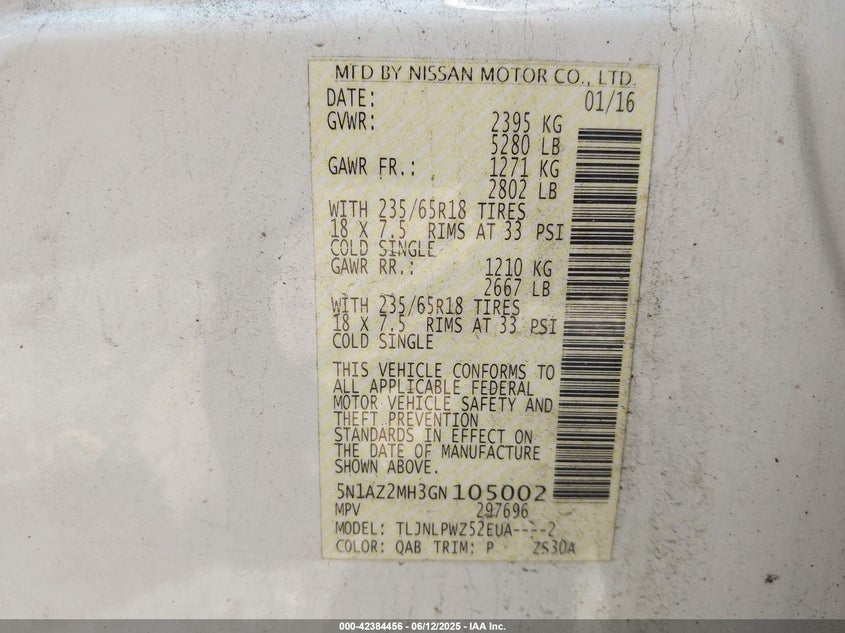 MFD BY NISSAN MOTOR CO., LTD.
DATE: 01/16
GVWR: 2395 KG
5280 LB
GAWR FR.: 1271 KG
2802 LB
WITH 235/65R18 TIRES
18 X 7.5 RIMS AT 33 PSI
COLD SINGLE
GAWR RR.: 1210 KG
2667 LB
WITH 235/65R18 TIRES
18 X 7.5 RIMS AT 33 PSI
COLD SINGLE
THIS VEHICLE CONFORMS TO
ALL APPLICABLE FEDERAL
MOTOR VEHICLE SAFETY AND
THEFT PREVENTION
STANDARDS IN EFFECT ON
THE DATE OF MANUFACTURE
SHOWN ABOVE.
5N1AZ2MH3GN105002
MPV 297696
MODEL: TLJNLPWZ52EUA----2
COLOR: QAB TRIM: P ZS30A
000-42384456 - 06/12/2025 - IAA Inc.